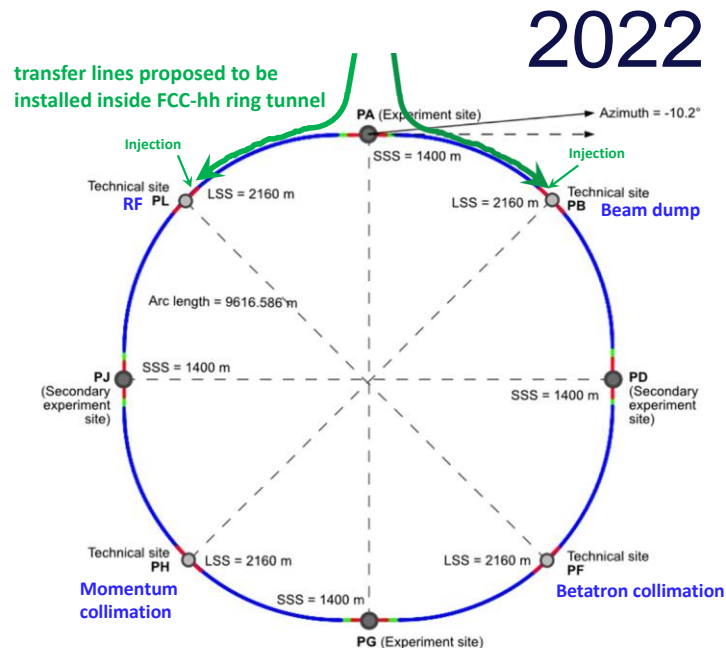 2022
transfer lines proposed to be
installed inside FCC-hh ring tunnel
PA (Experiment site)
Azimuth = -10.2°
Injection
SSS = 1400 m
Injection
Technical site
PL
RF
LSS = 2160 m
LSS = 2160 m
Technical site
PB
Beam dump
Arc length = 9616.586 m
PJ
(Secondary
experiment
site)
SSS = 1400 m
SSS = 1400 m
PD
(Secondary
experiment
site)
Technical site
PH
LSS = 2160 m
Momentum
collimation
LSS = 2160 m
Technical site
PF
Betatron collimation
SSS = 1400 m
PG (Experiment site)